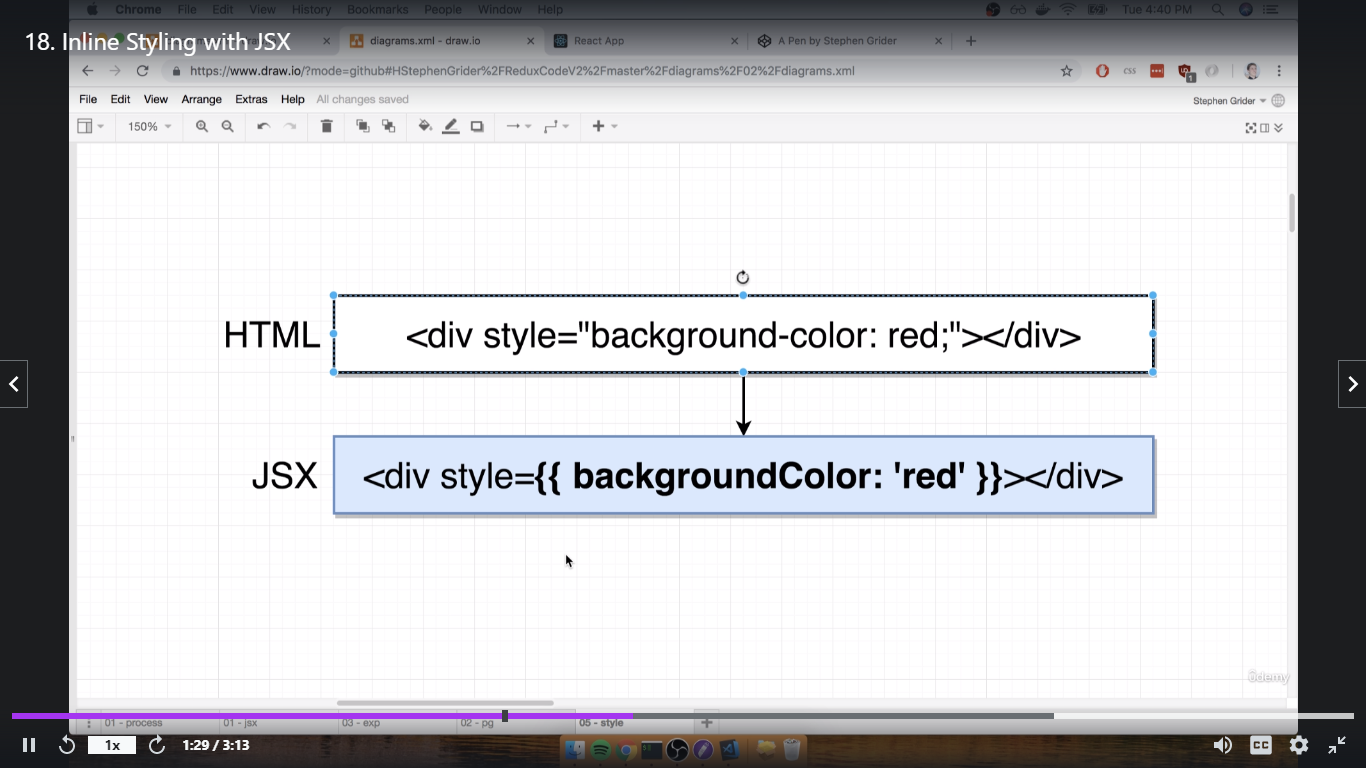 Chrome File Edit View History Bookmarks People Window Help Tue 4:40 PM
18. Inline Styling with JSX
diagrams.xml - draw.io
React App
A Pen by Stephen Grider
https://www.draw.io/?mode=github#HStephenGrider%2FReduxCodeV2%2Fmaster%2Fdiagrams%2F02%2Fdiagrams.xml
css
1
File Edit View Arrange Extras Help All changes saved
Stephen Grider
150%
HTML
<div style="background-color: red;"></div>
JSX
<div style={{ backgroundColor: 'red' }}></div>
ûdemy
01 - process
01 - jsx
03 - exp
02 - pg
05 - style
1x
1:29 / 3:13
CC